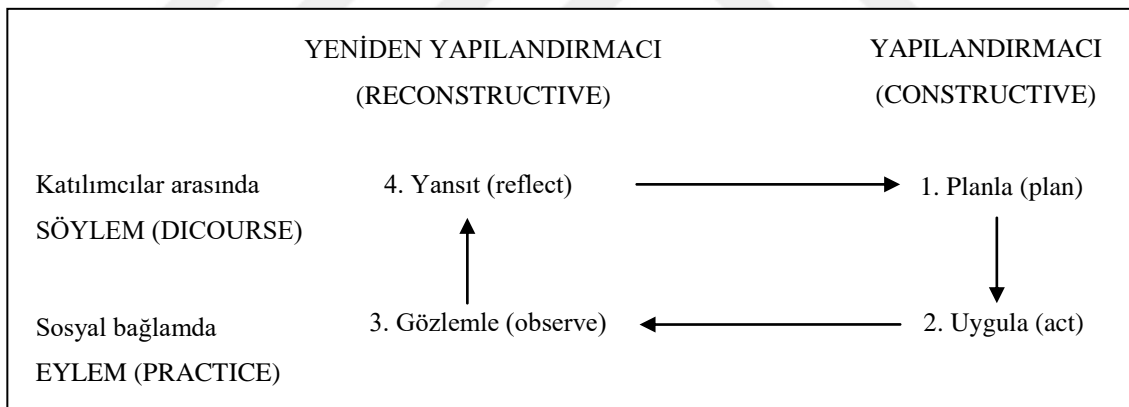 YENİDEN YAPILANDIRMACI
(RECONSTRUCTIVE)
YAPILANDIRMACI
(CONSTRUCTIVE)
Katılımcılar arasında
SÖYLEM (DICOURSE)
4. Yansıt (reflect)
1. Planla (plan)
Sosyal bağlamda
EYLEM (PRACTICE)
3. Gözlemle (observe)
2. Uygula (act)